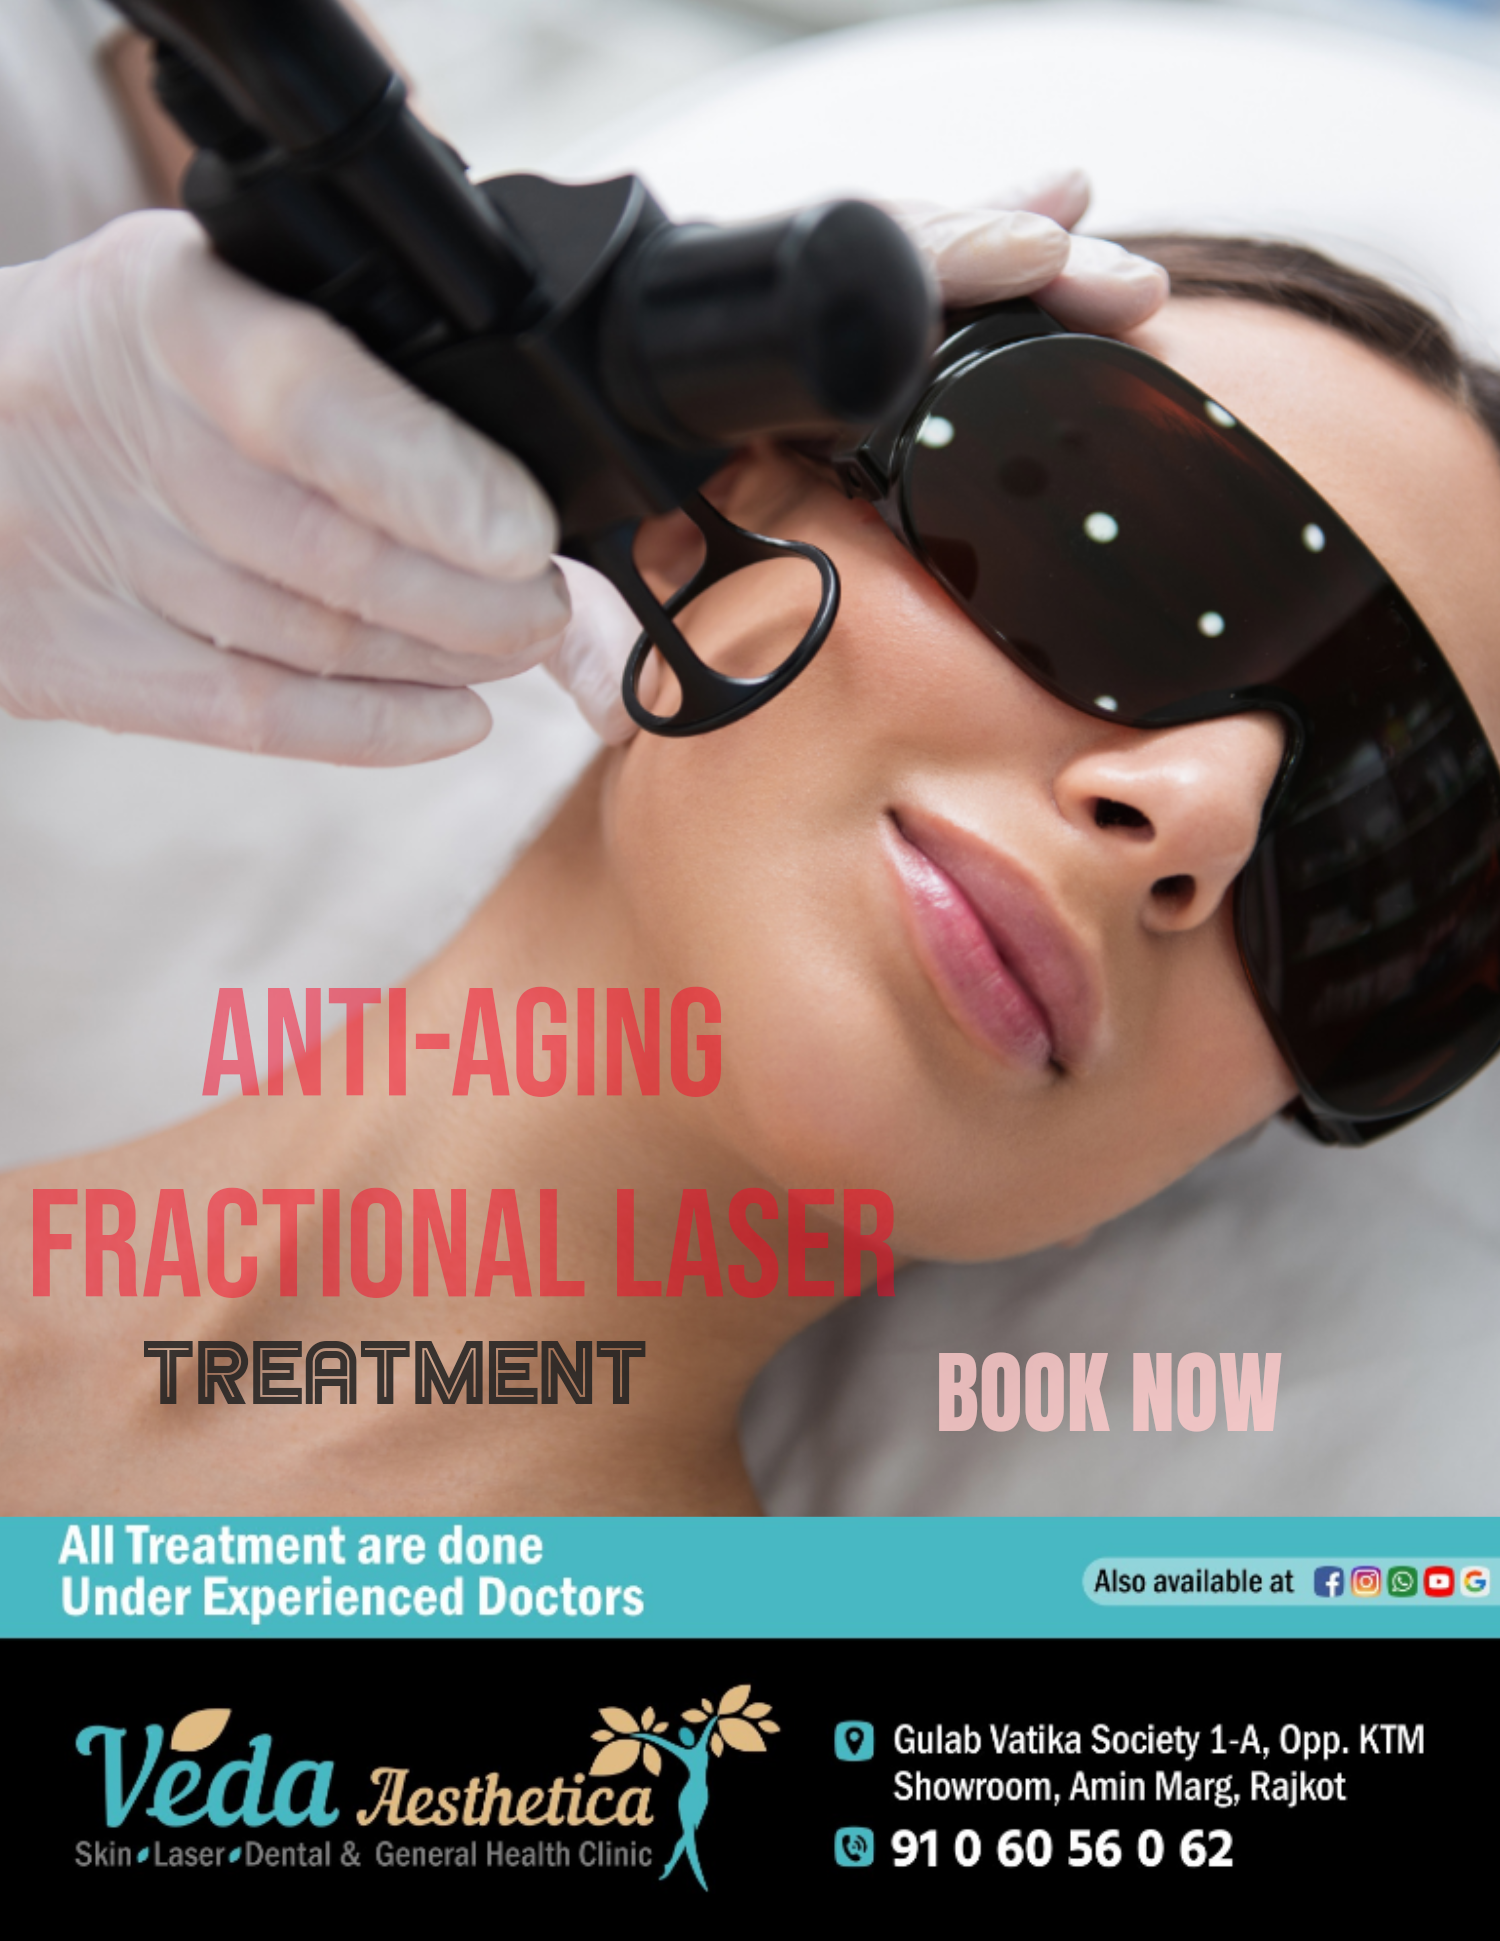 ANTI-AGING
FRACTIONAL LASER
TREATMENT
BOOK NOW
All Treatment are done
Under Experienced Doctors
Also available at
Veda Aesthetica
Skin • Laser • Dental & General Health Clinic
Gulab Vatika Society 1-A, Opp. KTM
Showroom, Amin Marg, Rajkot
91 0 60 56 0 62